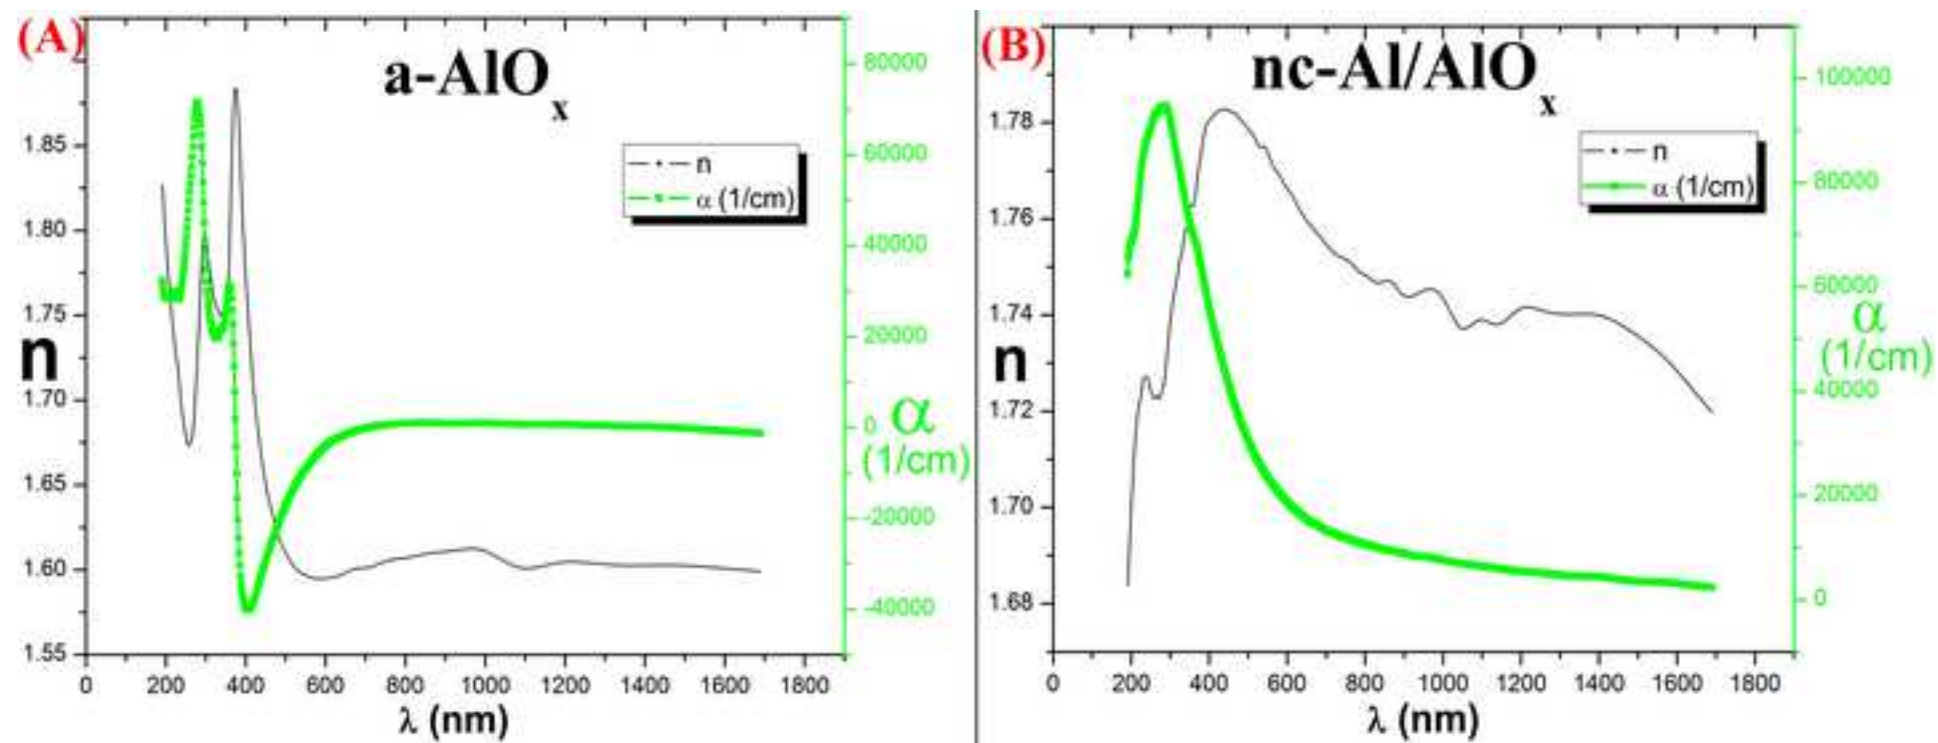 (A)
a-AlOx
n
α (1/cm)
1.85
1.80
1.75
1.70
1.65
1.60
1.55
n
80000
60000
40000
20000
0
-20000
-40000
α
(1/cm)
0 200 400 600 800 1000 1200 1400 1600 1800
λ (nm)
(B)
nc-Al/AlOx
n
α (1/cm)
1.78
1.76
1.74
1.72
1.70
1.68
n
100000
80000
60000
40000
20000
0
α
(1/cm)
0 200 400 600 800 1000 1200 1400 1600 1800
λ (nm)